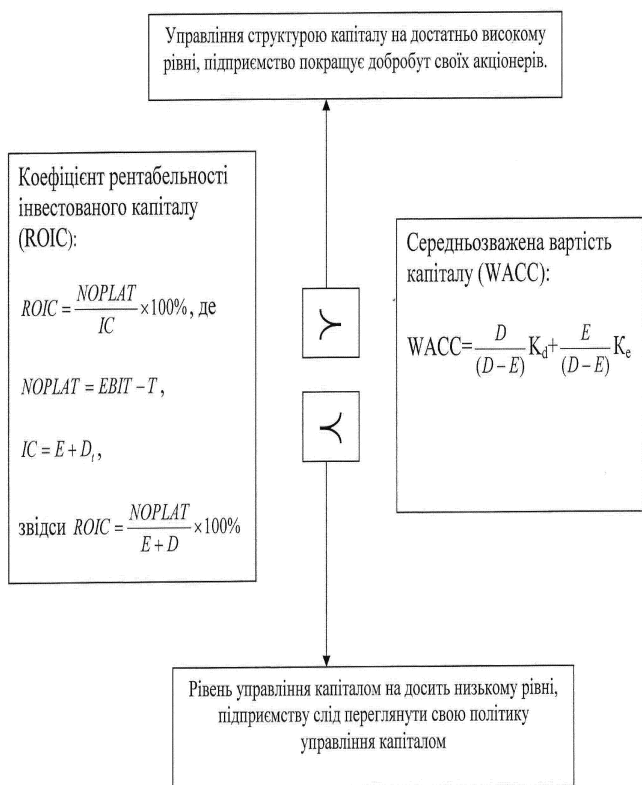 Управління структурою капіталу на достатньо високому
рівні, підприємство покращує добробут своїх акціонерів.
Коефіцієнт рентабельності
інвестованого капіталу
(ROIC):
ROIC = NOPLAT / IC ×100%, де
NOPLAT = EBIT − T ,
IC = E + D_t ,
звідси ROIC = NOPLAT / E + D ×100%
≻
≺
Середньозважена вартість
капіталу (WACC):
WACC= D / (D − E) K_d+ E / (D − E) K_e
Рівень управління капіталом на досить низькому рівні,
підприємству слід переглянути свою політику
управління капіталом